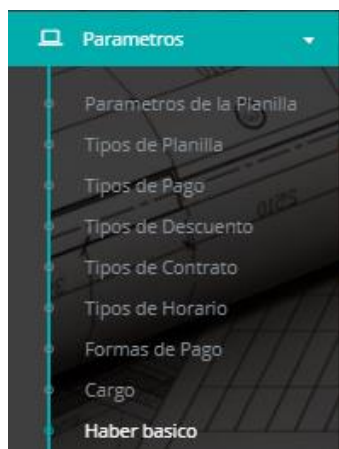 Parametros
Parametros de la Planilla
Tipos de Planilla
Tipos de Pago
Tipos de Descuento
Tipos de Contrato
Tipos de Horario
Formas de Pago
Cargo
Haber basico